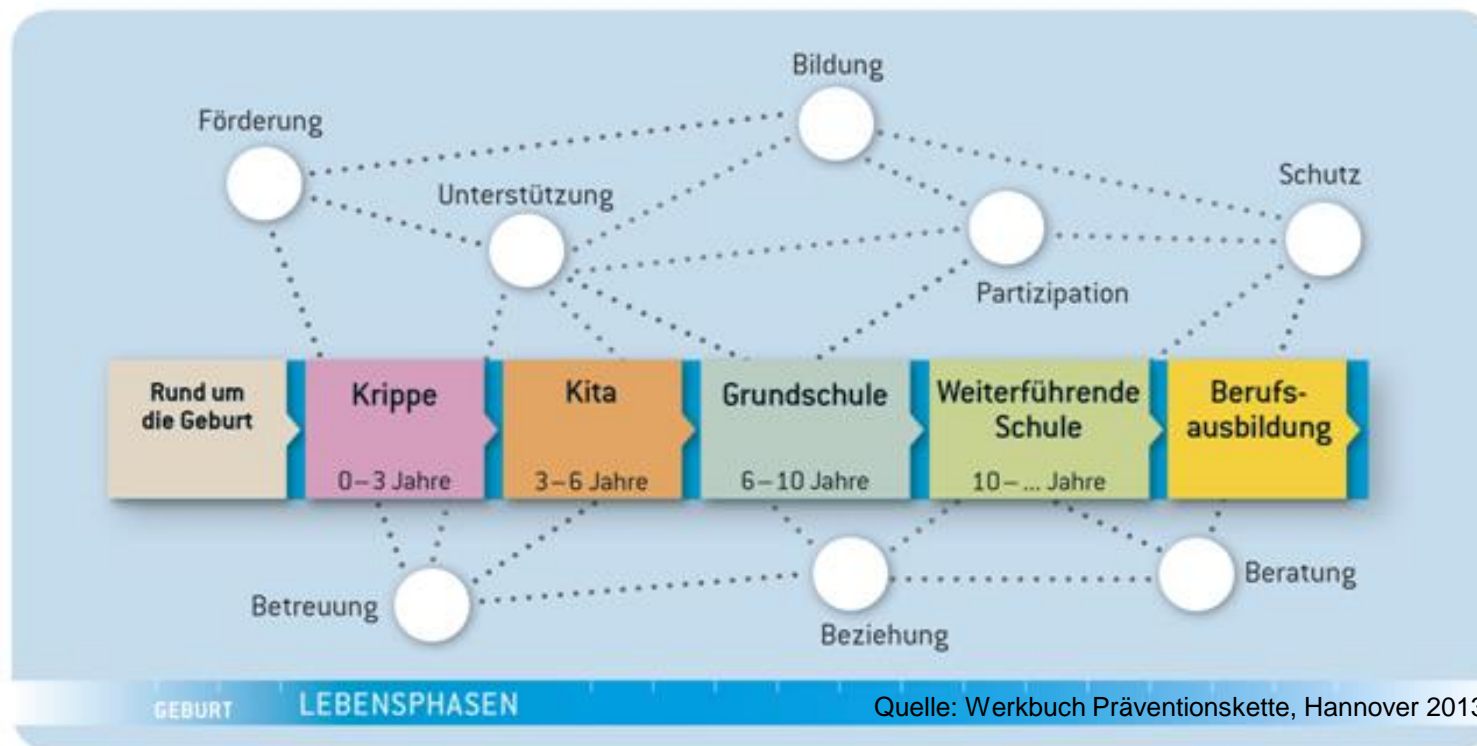 Bildung
Förderung
Schutz
Unterstützung
Partizipation
Rund um
die Geburt
Krippe
0–3 Jahre
Kita
3–6 Jahre
Grundschule
6–10 Jahre
Weiterführende
Schule
10–... Jahre
Berufs-
ausbildung
Betreuung
Beziehung
Beratung
GEBURT
LEBENSPHASEN
Quelle: Werkbuch Präventionskette, Hannover 2013